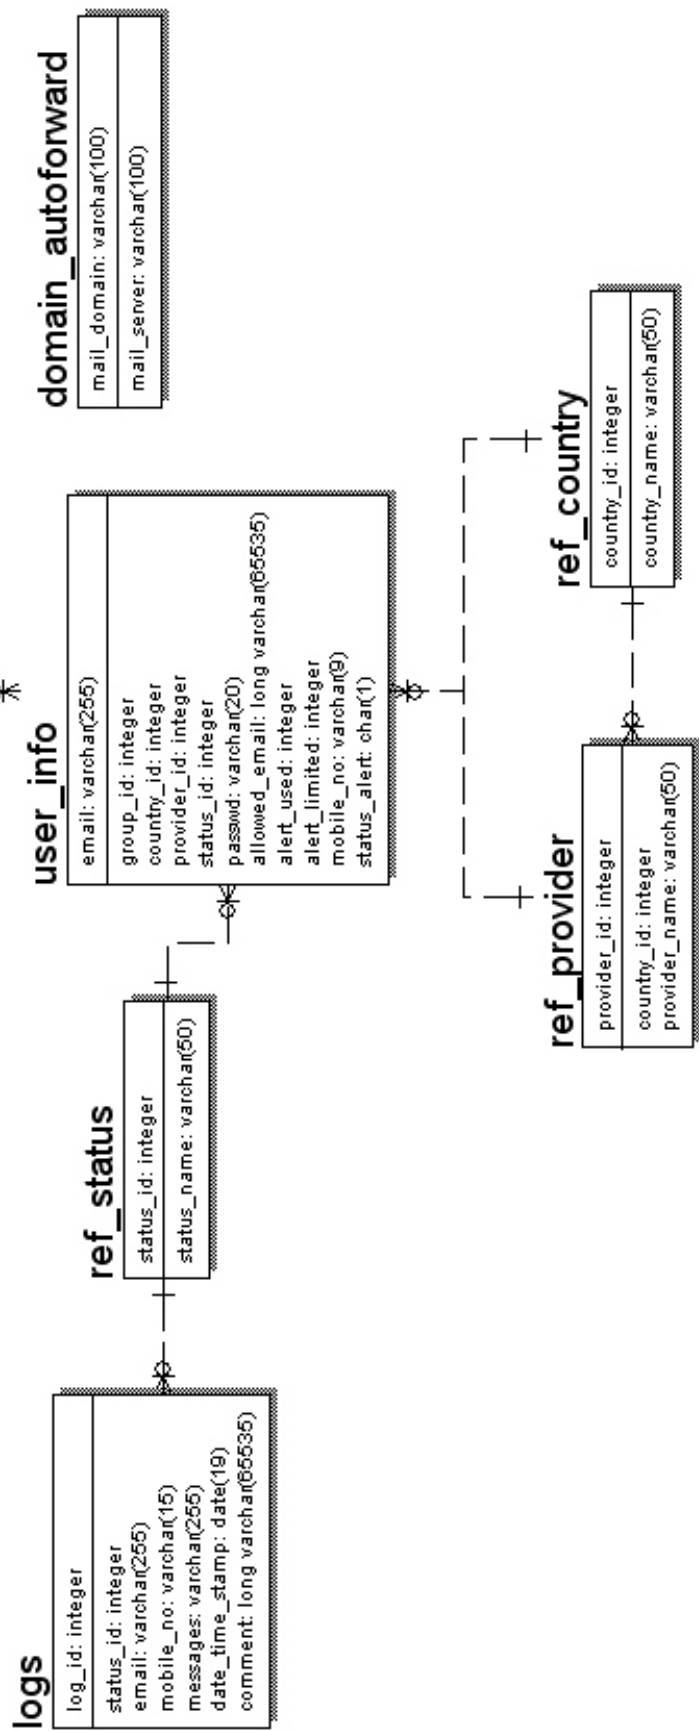 domain_autoforward
mail_domain: varchar(100)
mail_server: varchar(100)
user_info
email: varchar(255)
group_id: integer
country_id: integer
provider_id: integer
status_id: integer
passwd: varchar(20)
allowed_email: long varchar(65535)
alert_used: integer
alert_limited: integer
mobile_no: varchar(9)
status_alert: char(1)
ref_country
country_id: integer
country_name: varchar(50)
ref_provider
provider_id: integer
country_id: integer
provider_name: varchar(50)
ref_status
status_id: integer
status_name: varchar(50)
logs
log_id: integer
status_id: integer
email: varchar(255)
mobile_no: varchar(15)
messages: varchar(255)
date_time_stamp: date(19)
comment: long varchar(65535)